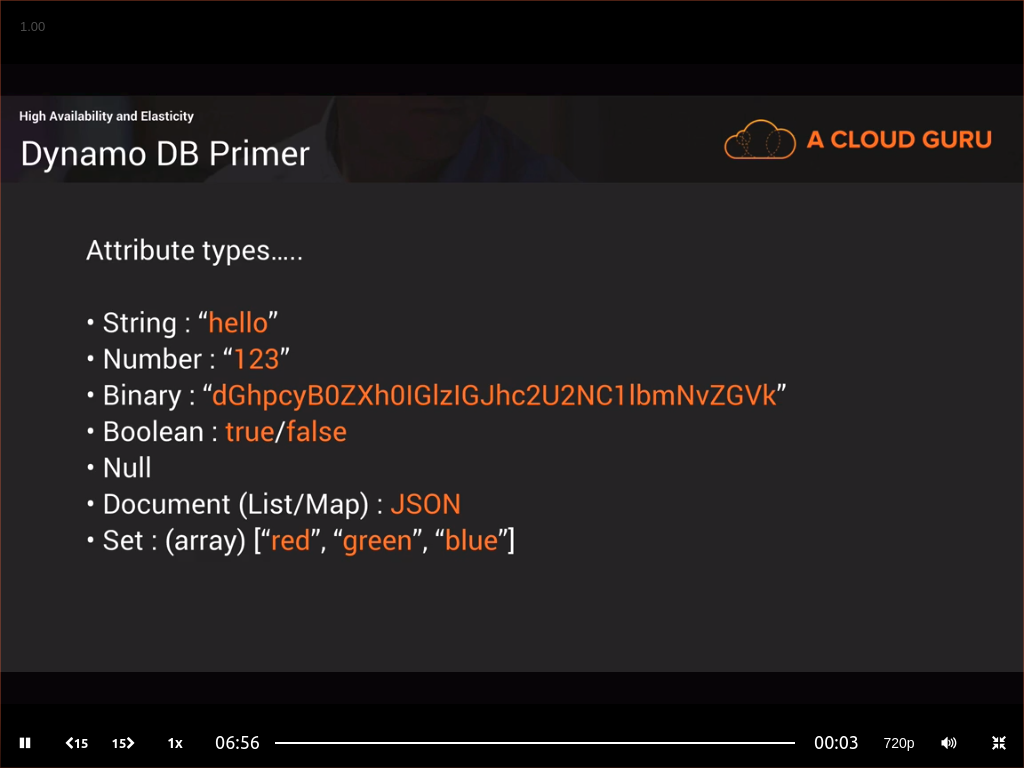 1.00
High Availability and Elasticity
Dynamo DB Primer
A CLOUD GURU
Attribute types.....
• String : “hello”
• Number : “123”
• Binary : “dGhpcyB0ZXh0IGlzIGJhc2U2NC1lbmNvZGVk”
• Boolean : true/false
• Null
• Document (List/Map) : JSON
• Set : (array) [“red”, “green”, “blue”]
15 15 1x 06:56 00:03 720p